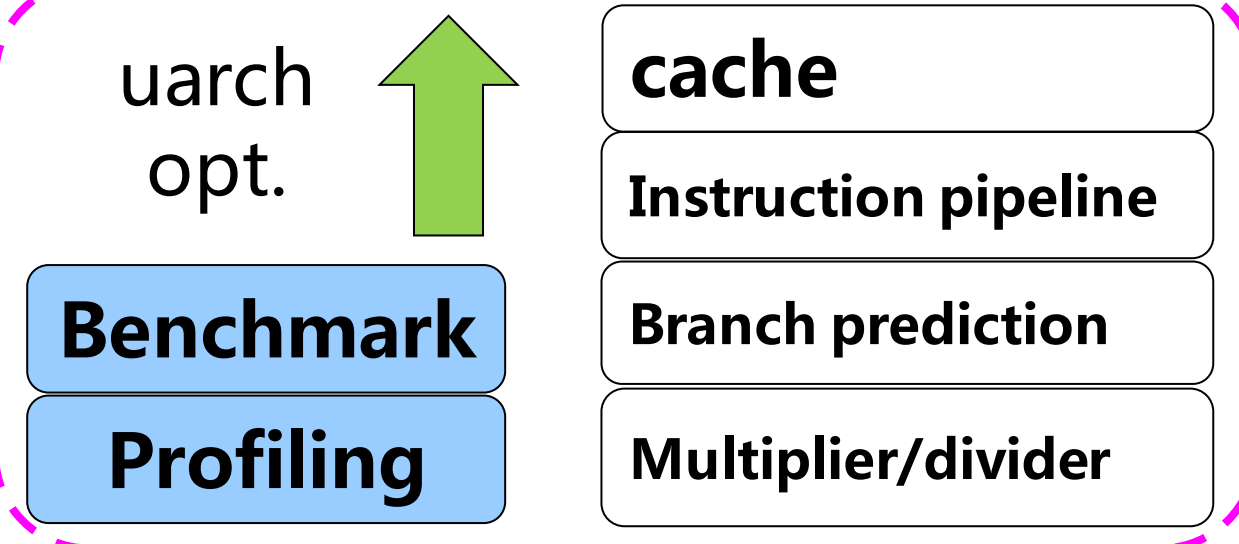 uarch
opt.
Benchmark
Profiling
cache
Instruction pipeline
Branch prediction
Multiplier/divider